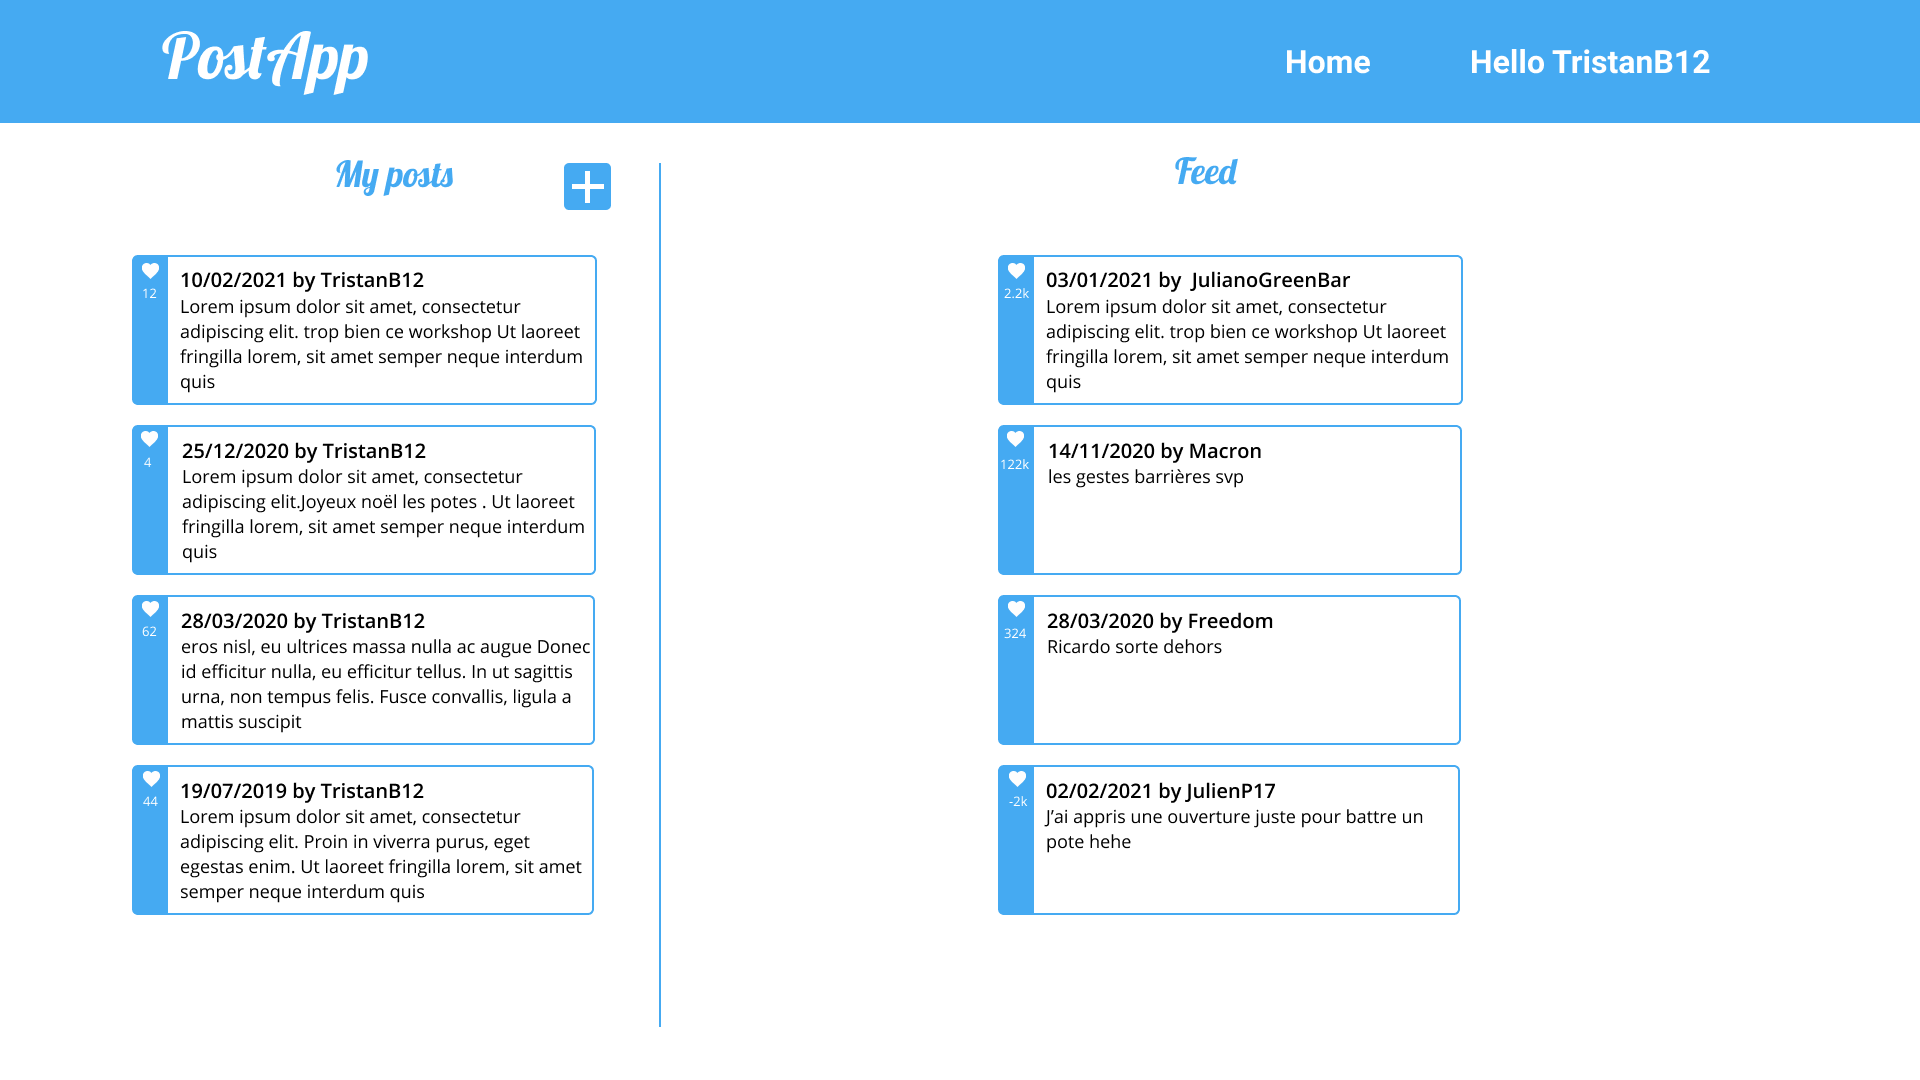 PostApp
Home
Hello TristanB12
My posts
12
10/02/2021 by TristanB12
Lorem ipsum dolor sit amet, consectetur
adipiscing elit. trop bien ce workshop Ut laoreet
fringilla lorem, sit amet semper neque interdum
quis
4
25/12/2020 by TristanB12
Lorem ipsum dolor sit amet, consectetur
adipiscing elit.Joyeux noël les potes . Ut laoreet
fringilla lorem, sit amet semper neque interdum
quis
62
28/03/2020 by TristanB12
eros nisl, eu ultrices massa nulla ac augue Donec
id efficitur nulla, eu efficitur tellus. In ut sagittis
urna, non tempus felis. Fusce convallis, ligula a
mattis suscipit
44
19/07/2019 by TristanB12
Lorem ipsum dolor sit amet, consectetur
adipiscing elit. Proin in viverra purus, eget
egestas enim. Ut laoreet fringilla lorem, sit amet
semper neque interdum quis
Feed
2.2k
03/01/2021 by  JulianoGreenBar
Lorem ipsum dolor sit amet, consectetur
adipiscing elit. trop bien ce workshop Ut laoreet
fringilla lorem, sit amet semper neque interdum
quis
122k
14/11/2020 by Macron
les gestes barrières svp
324
28/03/2020 by Freedom
Ricardo sorte dehors
-2k
02/02/2021 by JulienP17
J’ai appris une ouverture juste pour battre un
pote hehe